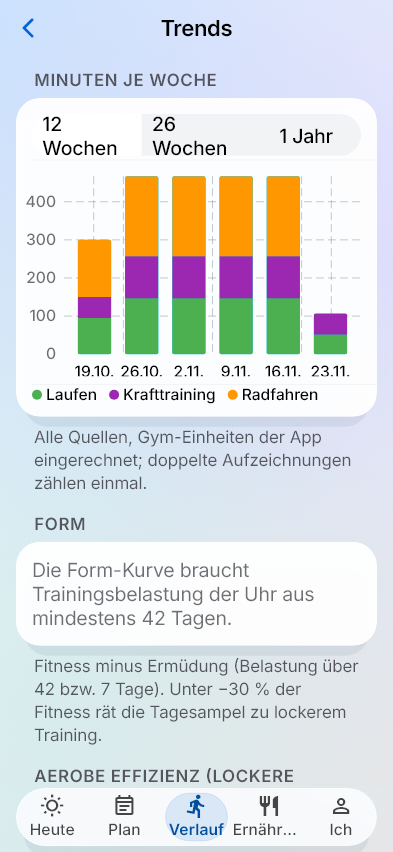 Trends
MINUTEN JE WOCHE
12 Wochen
26 Wochen
1 Jahr
400
300
200
100
0
19.10. 26.10. 2.11. 9.11. 16.11. 23.11.
Laufen Krafttraining Radfahren
Alle Quellen, Gym-Einheiten der App
eingerechnet; doppelte Aufzeichnungen
zählen einmal.
FORM
Die Form-Kurve braucht
Trainingsbelastung der Uhr aus
mindestens 42 Tagen.
Fitness minus Ermüdung (Belastung über
42 bzw. 7 Tage). Unter −30 % der
Fitness rät die Tagesampel zu lockerem
Training.
AEROBE EFFIZIENZ (LOCKERE
Heute Plan Verlauf Ernähr… Ich